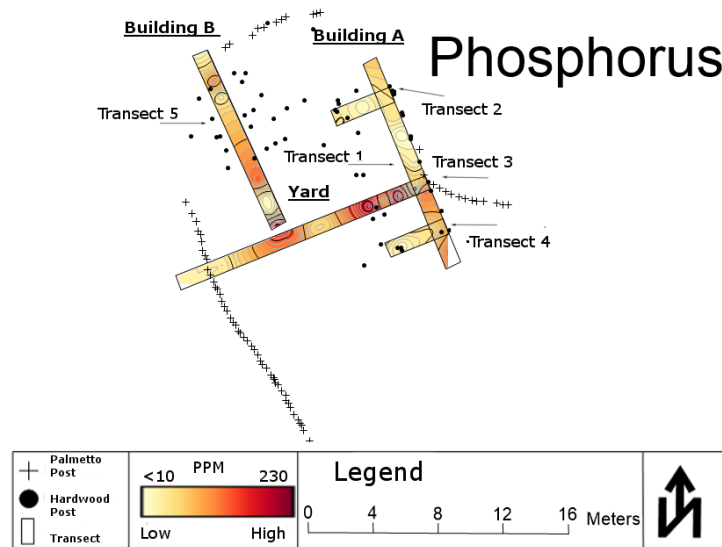 Building B
Building A
Phosphorus
Transect 5
Transect 2
Transect 1
Transect 3
Yard
Transect 4
Palmetto
Post
Hardwood
Post
Transect
PPM
<10 230
Low High
Legend
0 4 8 12 16 Meters
N